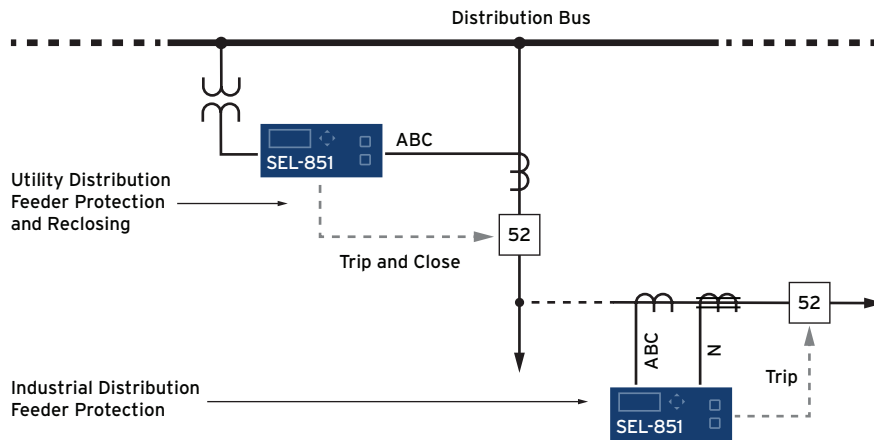 Distribution Bus
SEL-851
ABC
Utility Distribution
Feeder Protection
and Reclosing
52
Trip and Close
52
ABC
N
Trip
Industrial Distribution
Feeder Protection
SEL-851